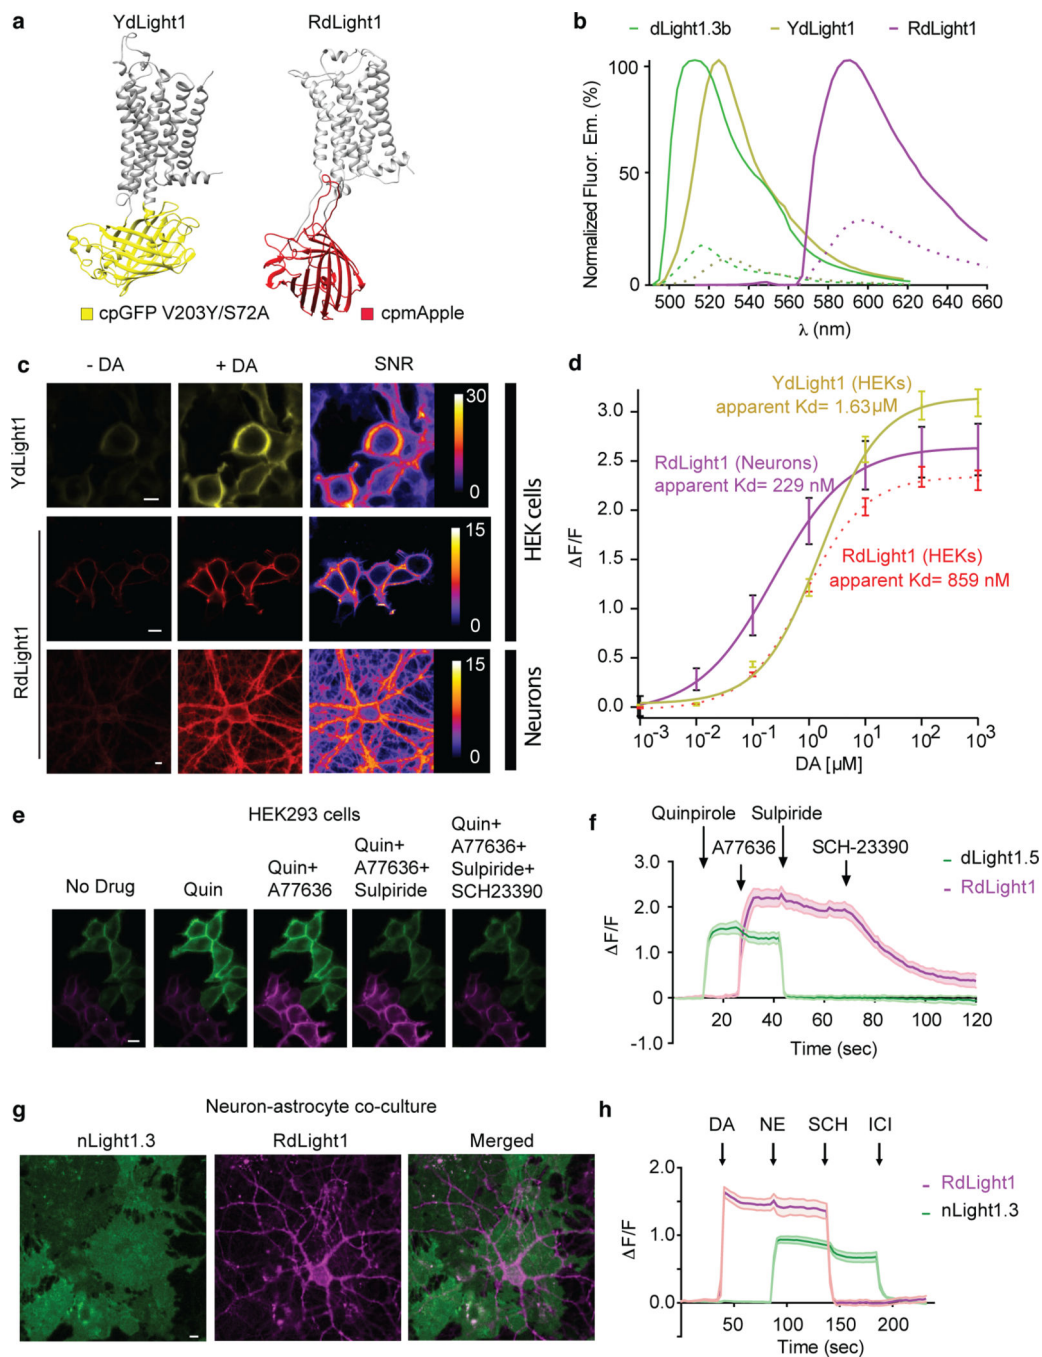 a
YdLight1
RdLight1
cpGFP V203Y/S72A
cpmApple
b
dLight1.3b
YdLight1
RdLight1
Normalized Fluor. Em. (%)
100
50
0
500
520
540
560
580
600
620
640
660
λ (nm)
c
- DA
+ DA
SNR
YdLight1
RdLight1
30
0
15
0
15
0
HEK cells
Neurons
d
YdLight1 (HEKs)
apparent Kd= 1.63µM
RdLight1 (Neurons)
apparent Kd= 229 nM
RdLight1 (HEKs)
apparent Kd= 859 nM
ΔF/F
3.0
2.5
2.0
1.5
1.0
0.5
0.0
10-3
10-2
10-1
100
101
102
103
DA [µM]
e
HEK293 cells
No Drug
Quin
Quin+
A77636
Quin+
A77636+
Sulpiride
Quin+
A77636+
Sulpiride+
SCH23390
f
Quinpirole
Sulpiride
A77636
SCH-23390
dLight1.5
RdLight1
ΔF/F
3.0
2.0
1.0
0
-1.0
0
20
40
60
80
100
120
Time (sec)
g
Neuron-astrocyte co-culture
nLight1.3
RdLight1
Merged
h
DA
NE
SCH
ICI
RdLight1
nLight1.3
ΔF/F
2.0
1.0
0.0
50
100
150
200
Time (sec)